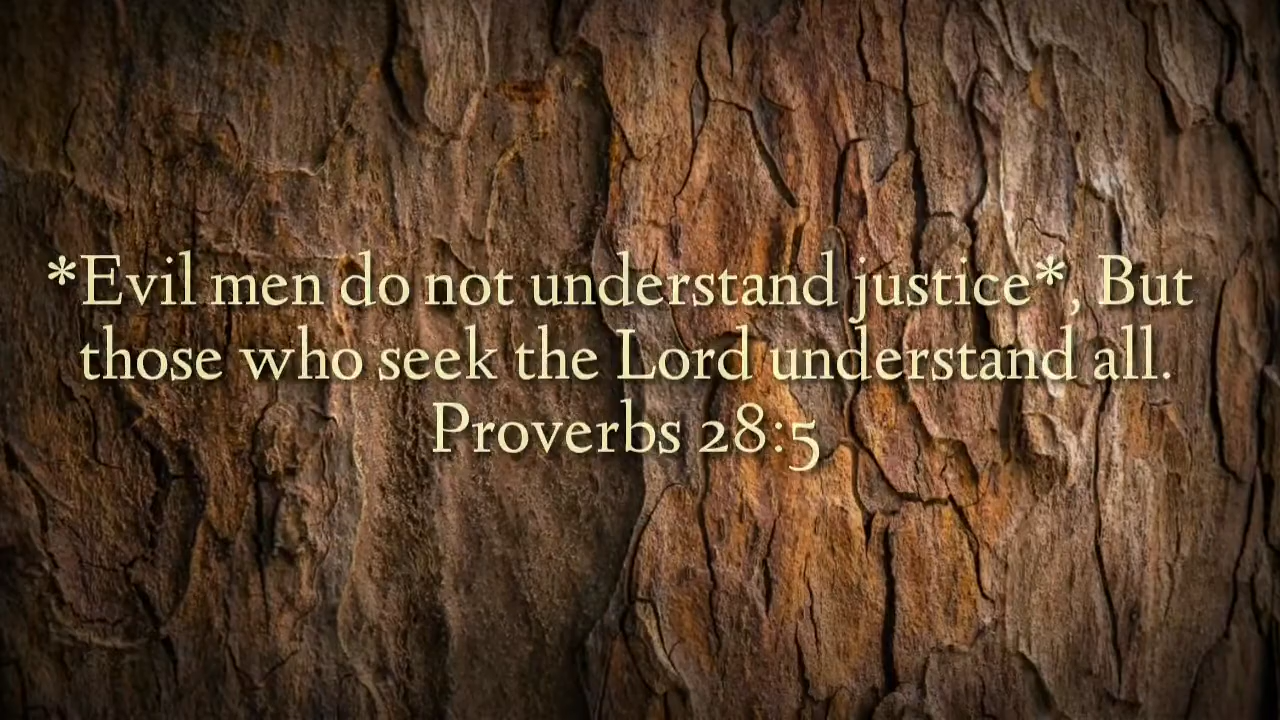 *Evil men do not understand justice*, But
those who seek the Lord understand all.
Proverbs 28:5